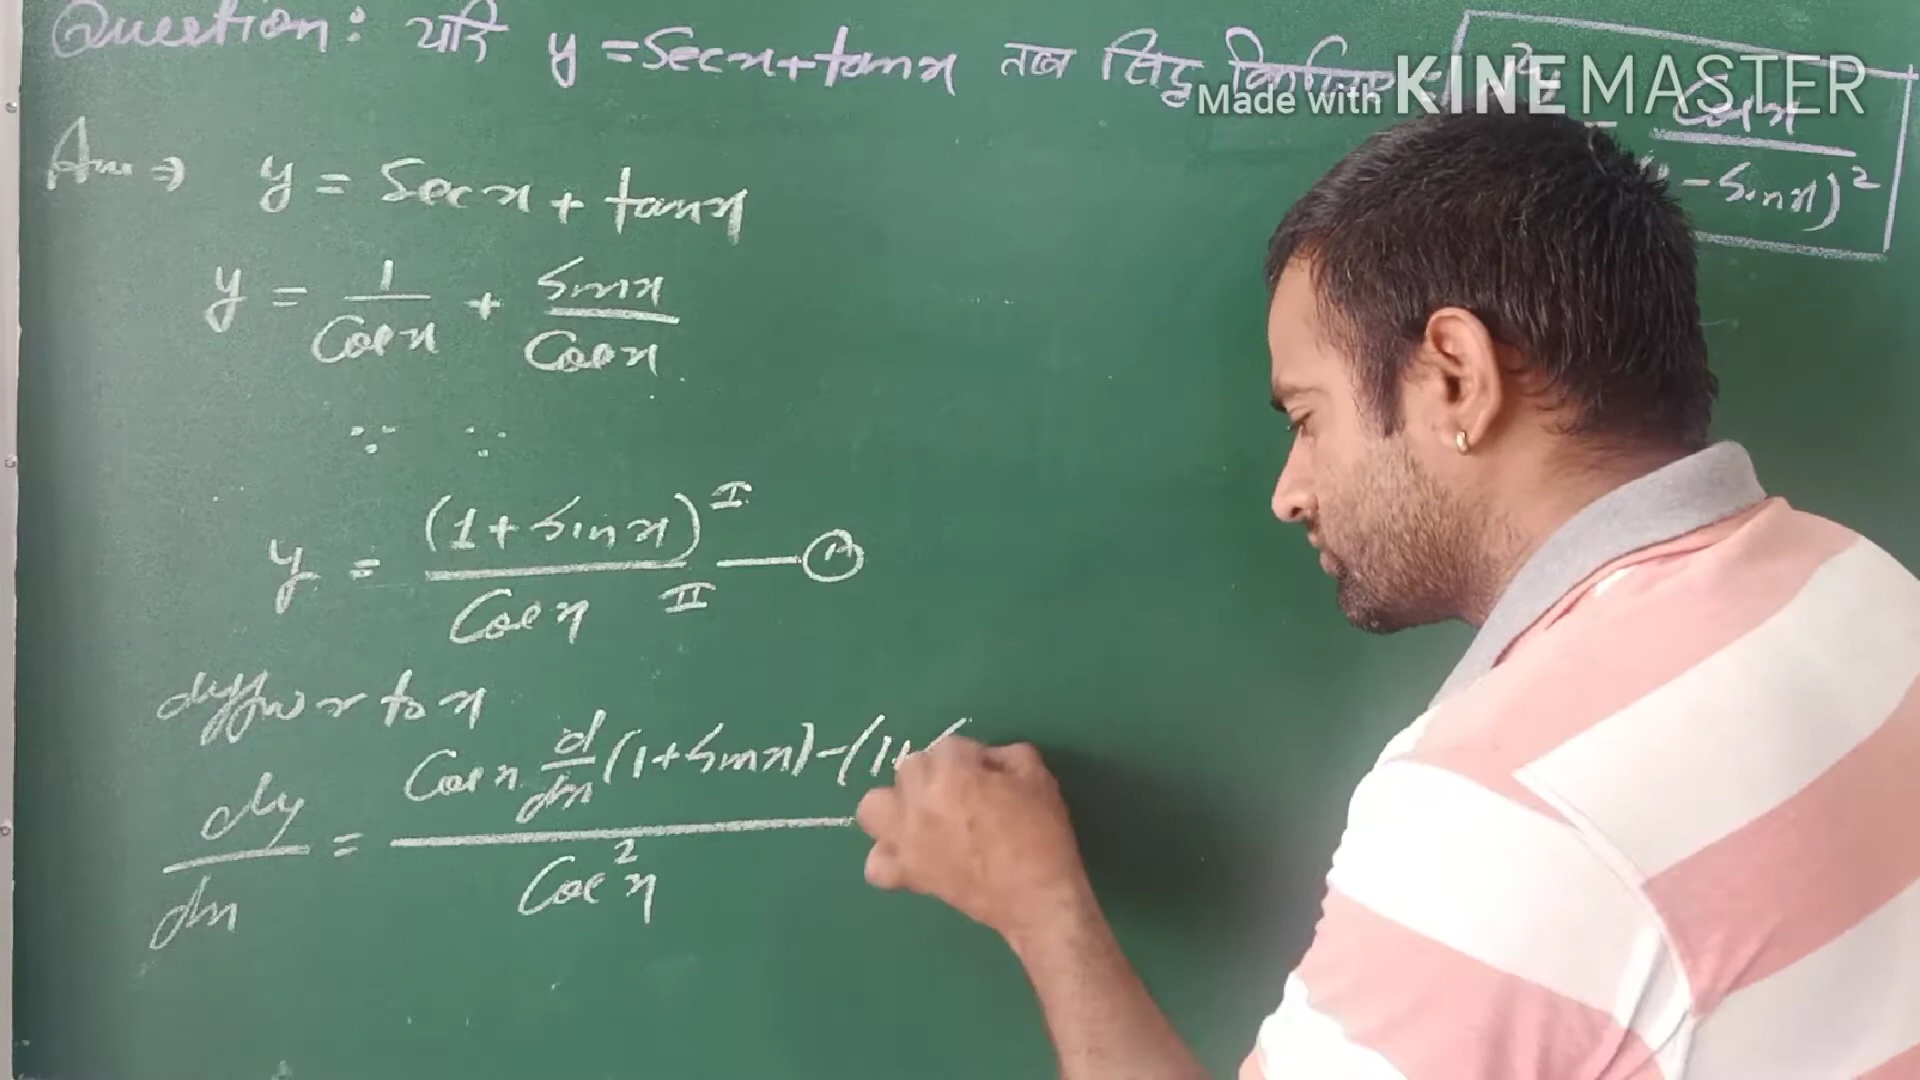 Question: यदि y = Secx + tanx तब सिद्ध
Made with KINEMASTER
Cosx
- Sinx)²
Ans ⇒ y = Secx + tanx
y = 1/Cosx + Sinx/Cosx
∵ ∵
y = (1 + Sinx) I / Cosx II — A
diff w r to x
dy/dx = Cosx d/dx (1 + Sinx) - (1+ / Cos²x